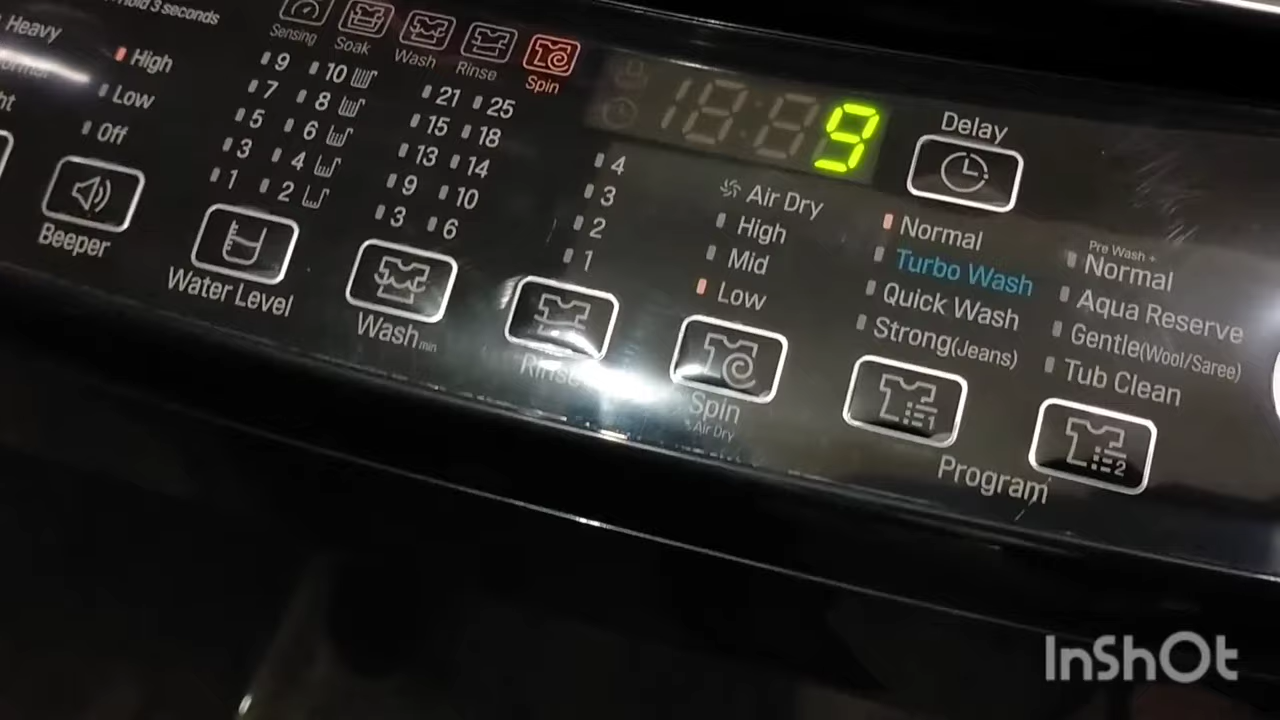 hold 3 seconds
Heavy
High
Low
Off
Beeper
Sensing
Soak
Wash
Rinse
Spin
9 10
7 8
5 6
3 4
1 2
Water Level
21 25
15 18
13 14
9 10
3 6
Wash min
4
3
2
1
Rinse
9
Air Dry
High
Mid
Low
Spin
Air Dry
Delay
Normal
Turbo Wash
Quick Wash
Strong(Jeans)
Pre Wash +
Normal
Aqua Reserve
Gentle(Wool/Saree)
Tub Clean
1
2
Program
InShOt